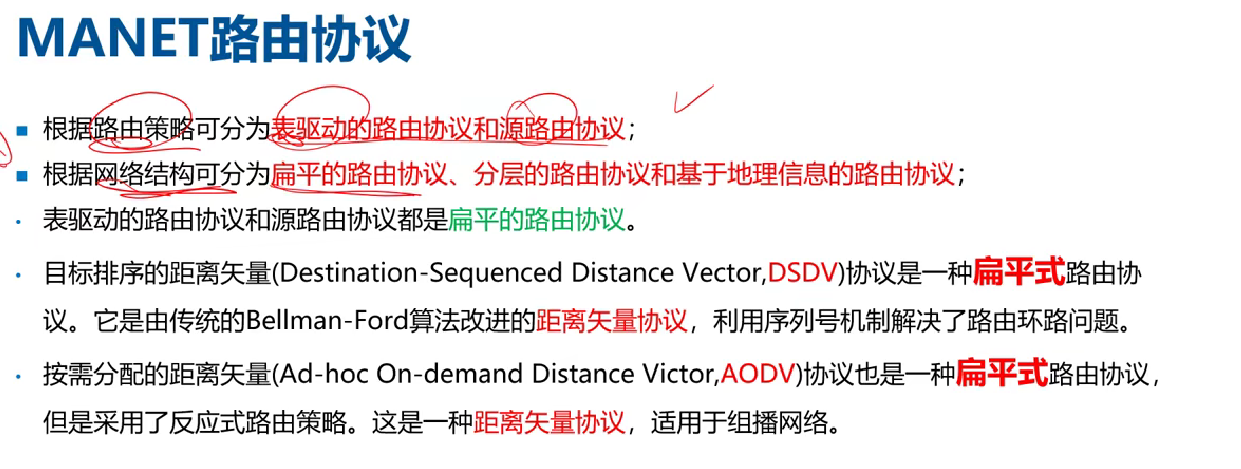 MANET路由协议
根据路由策略可分为表驱动的路由协议和源路由协议；
根据网络结构可分为扁平的路由协议、分层的路由协议和基于地理信息的路由协议；
表驱动的路由协议和源路由协议都是扁平的路由协议。
目标排序的距离矢量(Destination-Sequenced Distance Vector,DSDV)协议是一种扁平式路由协
议。它是由传统的Bellman-Ford算法改进的距离矢量协议，利用序列号机制解决了路由环路问题。
按需分配的距离矢量(Ad-hoc On-demand Distance Victor,AODV)协议也是一种扁平式路由协议，
但是采用了反应式路由策略。这是一种距离矢量协议，适用于组播网络。